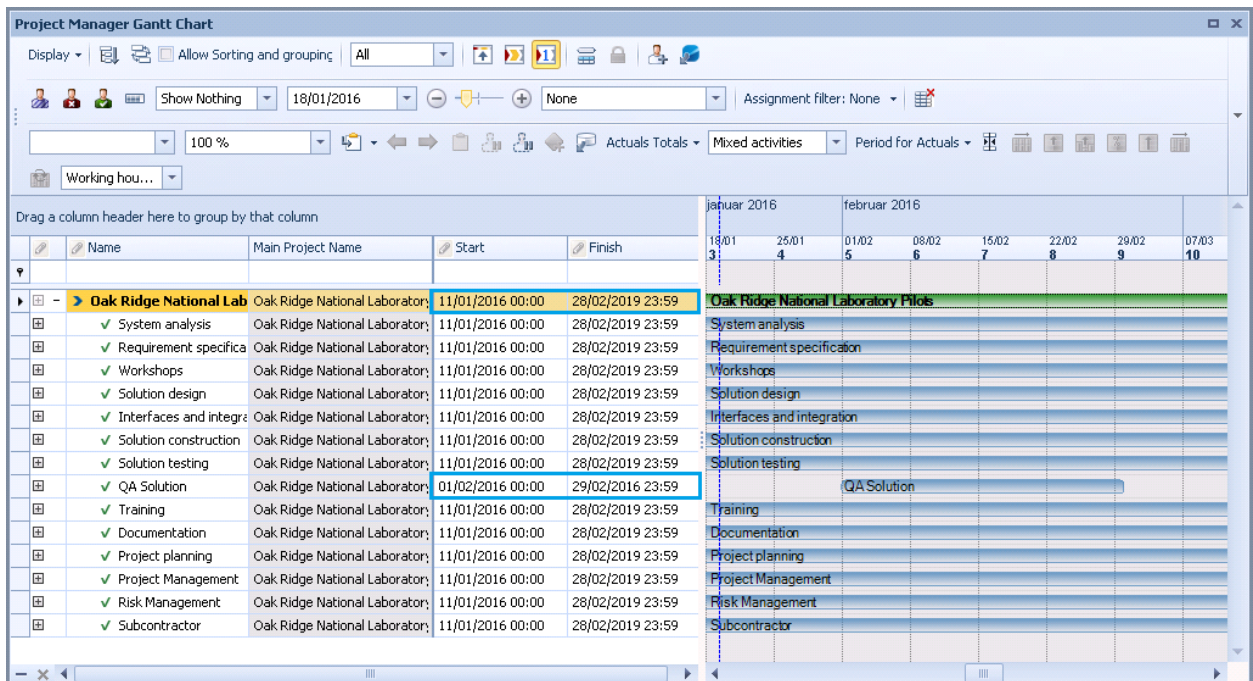 Project Manager Gantt Chart
Display Allow Sorting and grouping All
Show Nothing 18/01/2016 None Assignment filter: None
100 % Actuals Totals Mixed activities Period for Actuals
Working hou...
Drag a column header here to group by that column
januar 2016 februar 2016
Name Main Project Name Start Finish
18/01 25/01 01/02 08/02 15/02 22/02 29/02 07/03
3 4 5 6 7 8 9 10
Oak Ridge National Lab Oak Ridge National Laboratory 11/01/2016 00:00 28/02/2019 23:59 Oak Ridge National Laboratory Pilots
System analysis Oak Ridge National Laboratory 11/01/2016 00:00 28/02/2019 23:59 System analysis
Requirement specifica Oak Ridge National Laboratory 11/01/2016 00:00 28/02/2019 23:59 Requirement specification
Workshops Oak Ridge National Laboratory 11/01/2016 00:00 28/02/2019 23:59 Workshops
Solution design Oak Ridge National Laboratory 11/01/2016 00:00 28/02/2019 23:59 Solution design
Interfaces and integra Oak Ridge National Laboratory 11/01/2016 00:00 28/02/2019 23:59 Interfaces and integration
Solution construction Oak Ridge National Laboratory 11/01/2016 00:00 28/02/2019 23:59 Solution construction
Solution testing Oak Ridge National Laboratory 11/01/2016 00:00 28/02/2019 23:59 Solution testing
QA Solution Oak Ridge National Laboratory 01/02/2016 00:00 29/02/2016 23:59 QA Solution
Training Oak Ridge National Laboratory 11/01/2016 00:00 28/02/2019 23:59 Training
Documentation Oak Ridge National Laboratory 11/01/2016 00:00 28/02/2019 23:59 Documentation
Project planning Oak Ridge National Laboratory 11/01/2016 00:00 28/02/2019 23:59 Project planning
Project Management Oak Ridge National Laboratory 11/01/2016 00:00 28/02/2019 23:59 Project Management
Risk Management Oak Ridge National Laboratory 11/01/2016 00:00 28/02/2019 23:59 Risk Management
Subcontractor Oak Ridge National Laboratory 11/01/2016 00:00 28/02/2019 23:59 Subcontractor